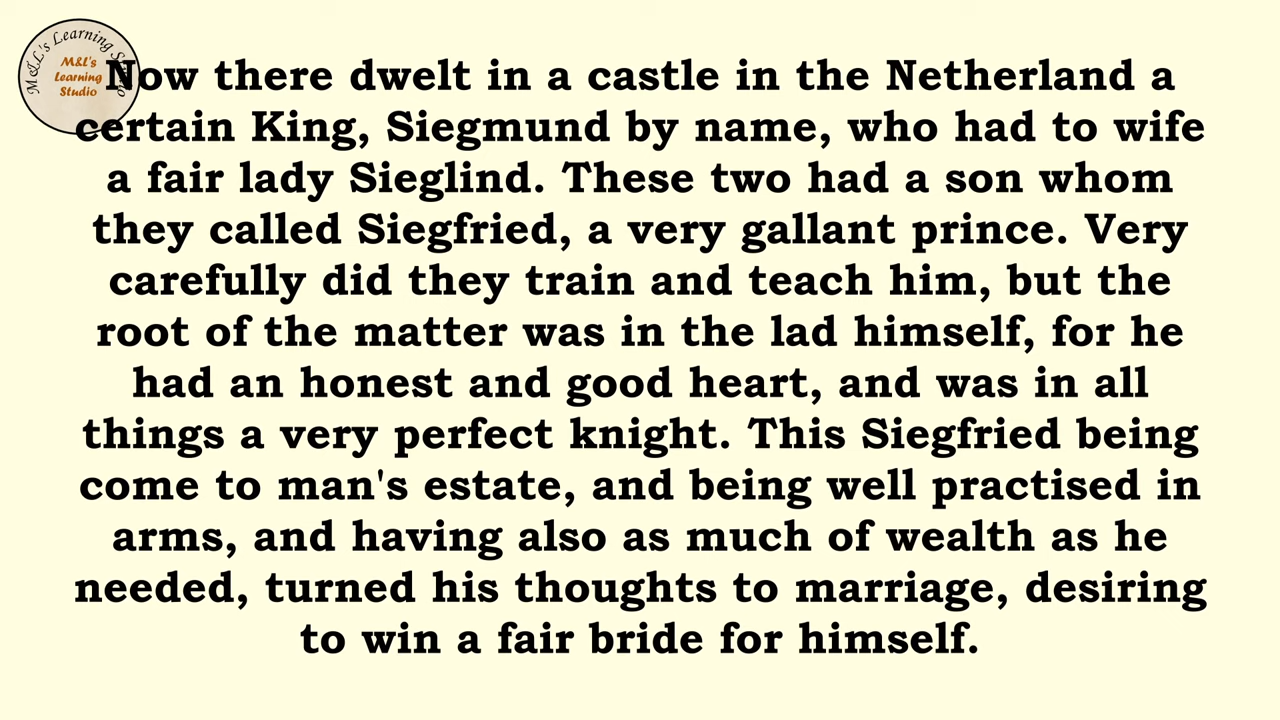 M&L's Learning Studio
M&L's
Learning
Studio
Now there dwelt in a castle in the Netherland a
certain King, Siegmund by name, who had to wife
a fair lady Sieglind. These two had a son whom
they called Siegfried, a very gallant prince. Very
carefully did they train and teach him, but the
root of the matter was in the lad himself, for he
had an honest and good heart, and was in all
things a very perfect knight. This Siegfried being
come to man's estate, and being well practised in
arms, and having also as much of wealth as he
needed, turned his thoughts to marriage, desiring
to win a fair bride for himself.